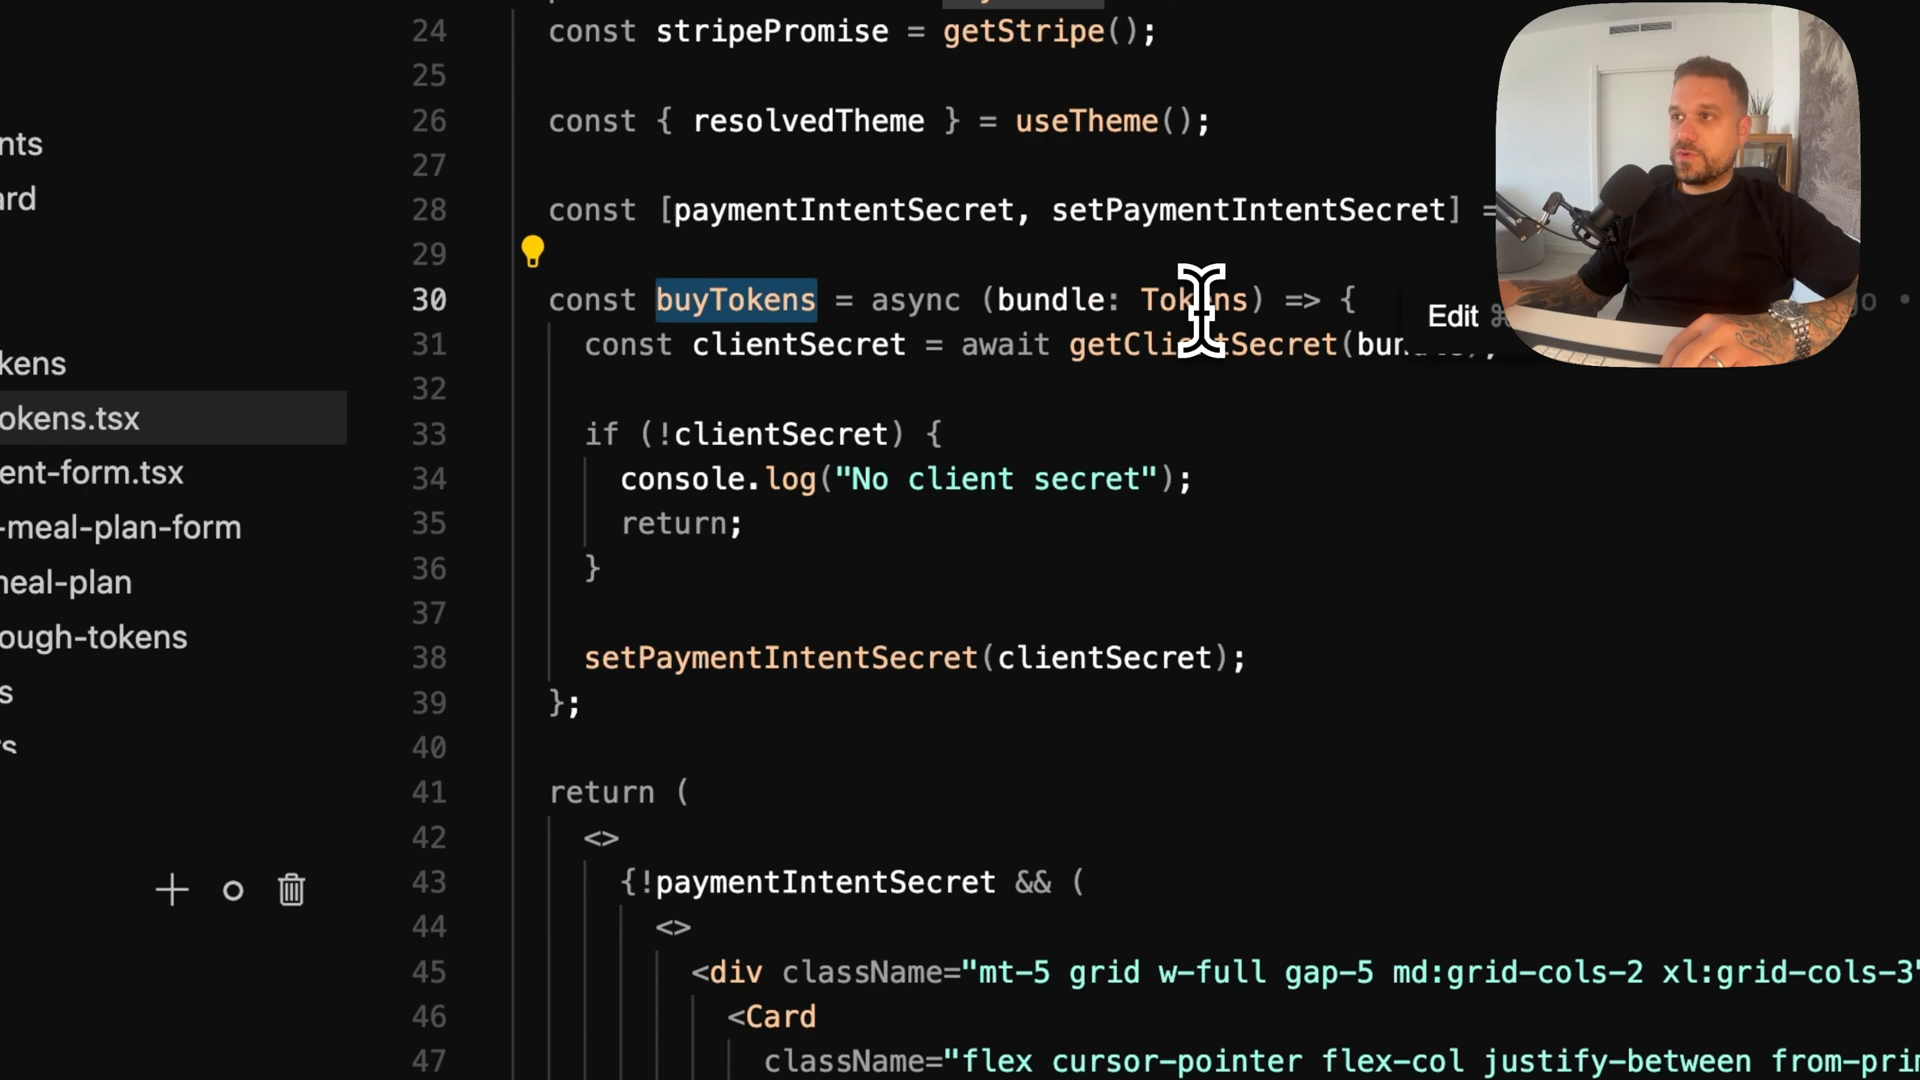 24 const stripePromise = getStripe();
25
26 const { resolvedTheme } = useTheme();
27
28 const [paymentIntentSecret, setPaymentIntentSecret] =
29
30 const buyTokens = async (bundle: Tokens) => {
Edit
31 const clientSecret = await getClientSecret(
32
33 if (!clientSecret) {
34 console.log("No client secret");
35 return;
36 }
37
38 setPaymentIntentSecret(clientSecret);
39 };
40
41 return (
42 <>
43 {!paymentIntentSecret && (
44 <>
45 <div className="mt-5 grid w-full gap-5 md:grid-cols-2 xl:grid-cols-3"
46 <Card
47 className="flex cursor-pointer flex-col justify-between from-pri
nts
ard
kens
okens.tsx
ent-form.tsx
-meal-plan-form
meal-plan
ough-tokens
s
rs